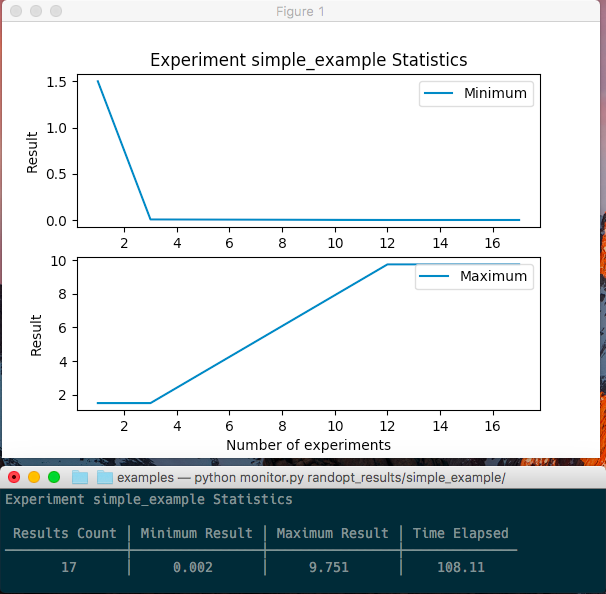 Figure 1
Experiment simple_example Statistics
1.5
1.0
0.5
0.0
Result
Minimum
2 4 6 8 10 12 14 16
10
8
6
4
2
Result
Maximum
2 4 6 8 10 12 14 16
Number of experiments
examples — python monitor.py randopt_results/simple_example/
Experiment simple_example Statistics
Results Count | Minimum Result | Maximum Result | Time Elapsed
17 | 0.002 | 9.751 | 108.11